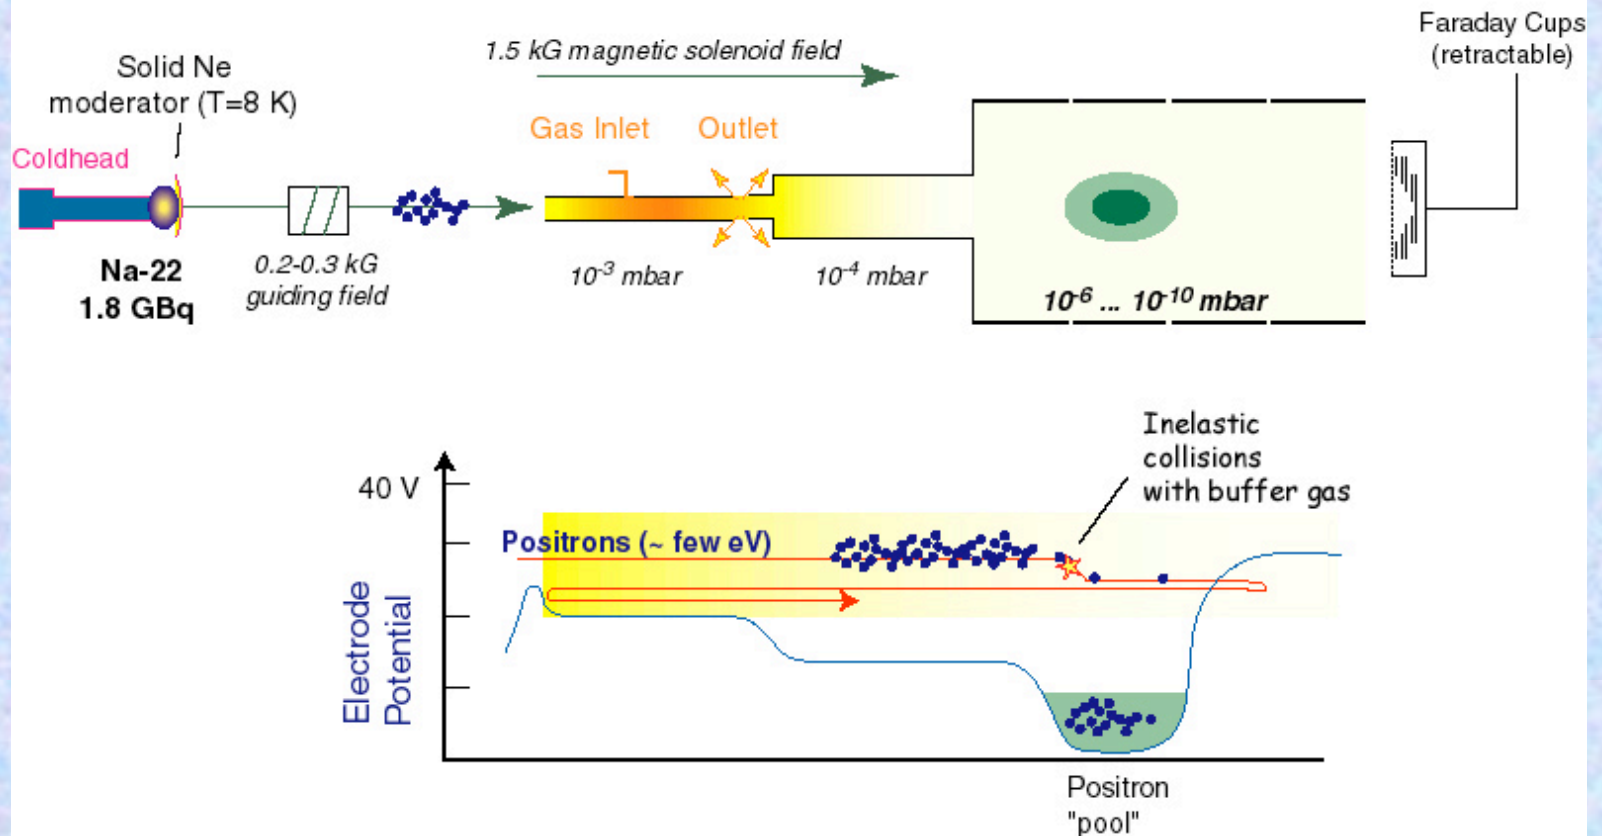 Faraday Cups
(retractable)
1.5 kG magnetic solenoid field
Solid Ne
moderator (T=8 K)
Gas Inlet
Outlet
Coldhead
Na-22
1.8 GBq
0.2-0.3 kG
guiding field
10⁻³ mbar
10⁻⁴ mbar
10⁻⁶ ... 10⁻¹⁰ mbar
Inelastic
collisions
with buffer gas
40 V
Positrons (~ few eV)
Electrode
Potential
Positron
"pool"